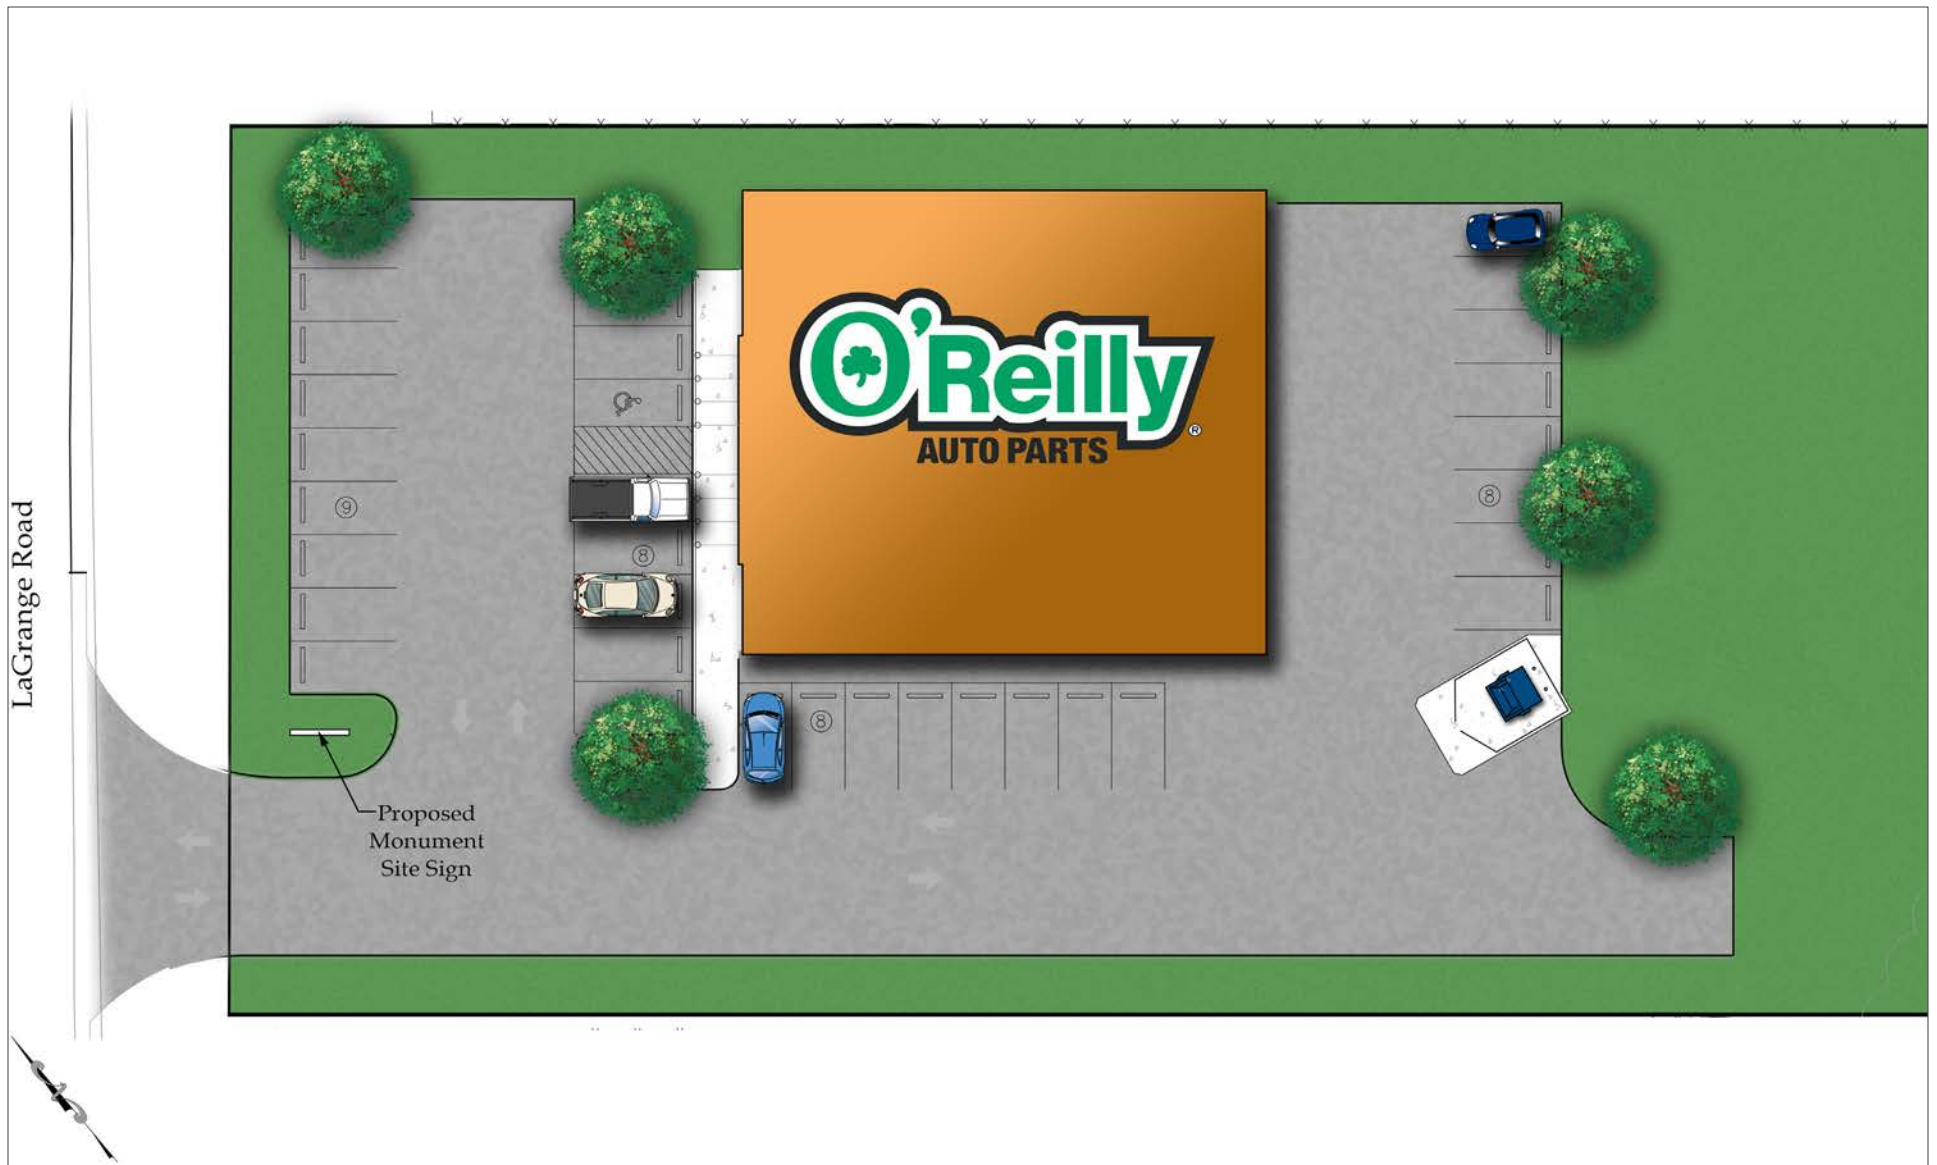 O'Reilly
®
AUTO PARTS
LaGrange Road
9
8
8
8
Proposed
Monument
Site Sign